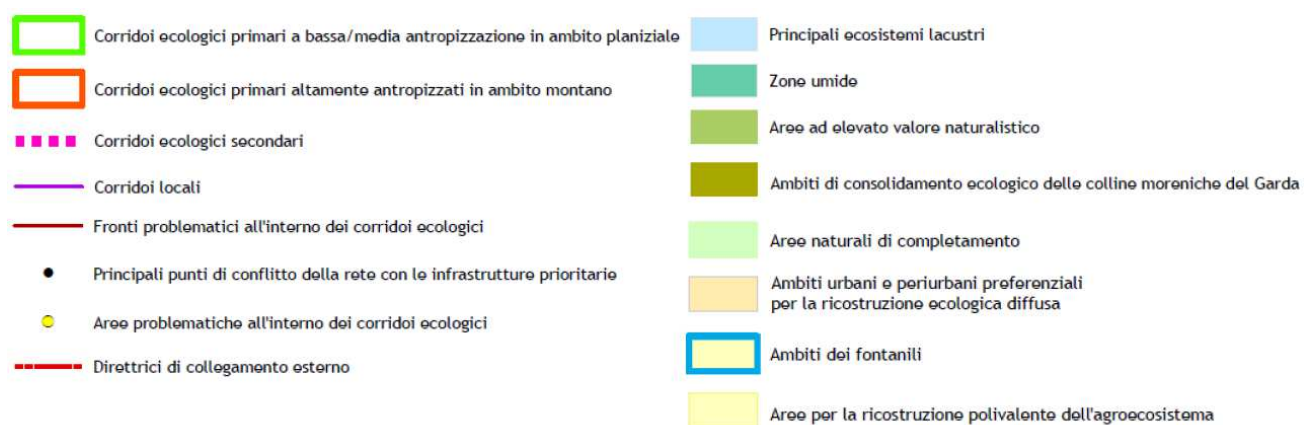 Corridoi ecologici primari a bassa/media antropizzazione in ambito planiziale
Corridoi ecologici primari altamente antropizzati in ambito montano
Corridoi ecologici secondari
Corridoi locali
Fronti problematici all'interno dei corridoi ecologici
Principali punti di conflitto della rete con le infrastrutture prioritarie
Aree problematiche all'interno dei corridoi ecologici
Direttrici di collegamento esterno
Principali ecosistemi lacustri
Zone umide
Aree ad elevato valore naturalistico
Ambiti di consolidamento ecologico delle colline moreniche del Garda
Aree naturali di completamento
Ambiti urbani e periurbani preferenziali
per la ricostruzione ecologica diffusa
Ambiti dei fontanili
Aree per la ricostruzione polivalente dell'agroecosistema